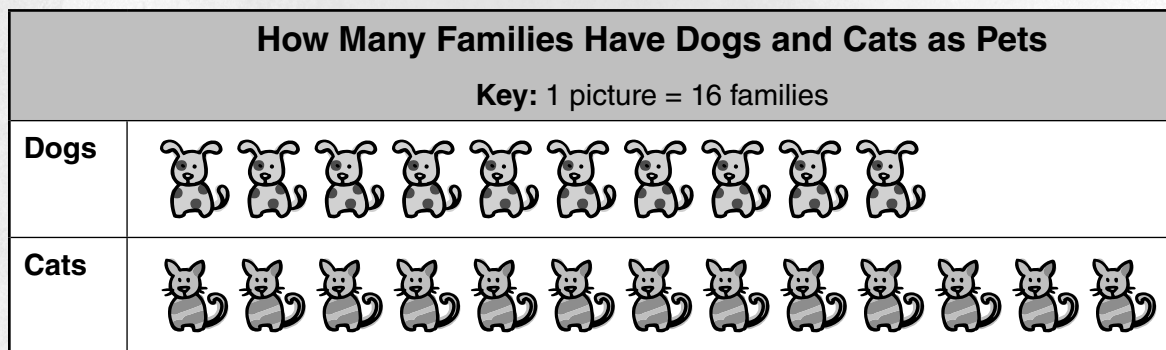 How Many Families Have Dogs and Cats as Pets
Key: 1 picture = 16 families
Dogs
Cats